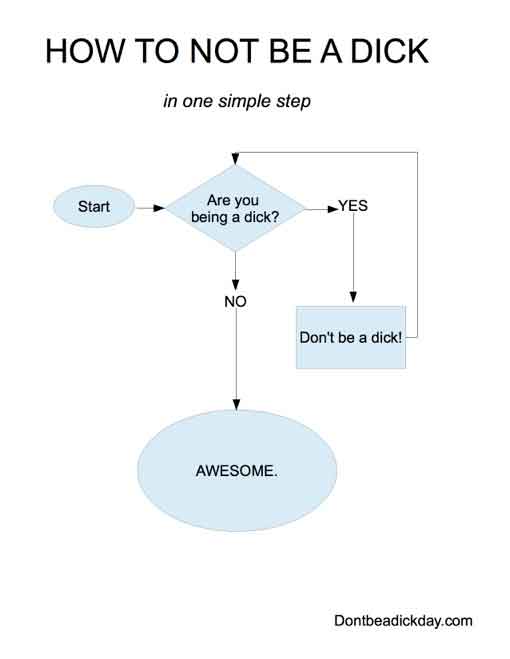 HOW TO NOT BE A DICK
in one simple step
Start
Are you
being a dick?
YES
NO
Don't be a dick!
AWESOME.
Dontbeadickday.com